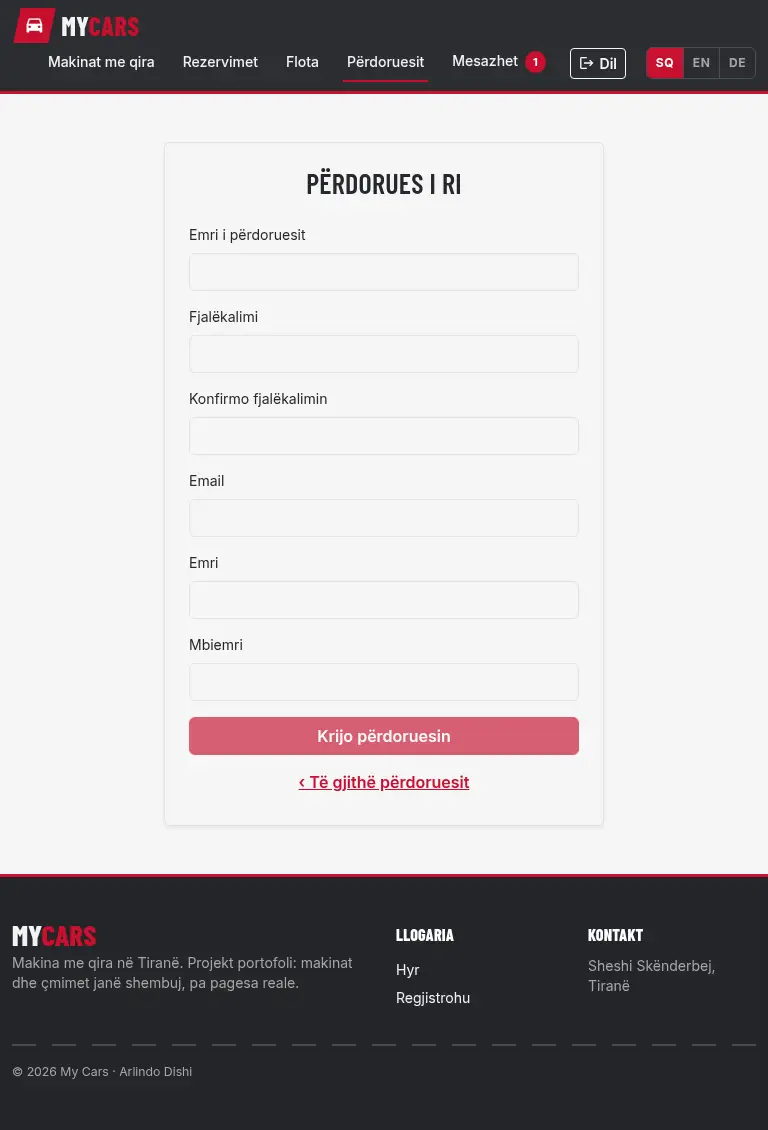 MYCARS
Makinat me qira Rezervimet Flota Përdoruesit Mesazhet 1 Dil SQ EN DE
PËRDORUES I RI
Emri i përdoruesit
Fjalëkalimi
Konfirmo fjalëkalimin
Email
Emri
Mbiemri
Krijo përdoruesin
‹ Të gjithë përdoruesit
MYCARS
Makina me qira në Tiranë. Projekt portofoli: makinat
dhe çmimet janë shembuj, pa pagesa reale.
LLOGARIA
Hyr
Regjistrohu
KONTAKT
Sheshi Skënderbej,
Tiranë
© 2026 My Cars · Arlindo Dishi